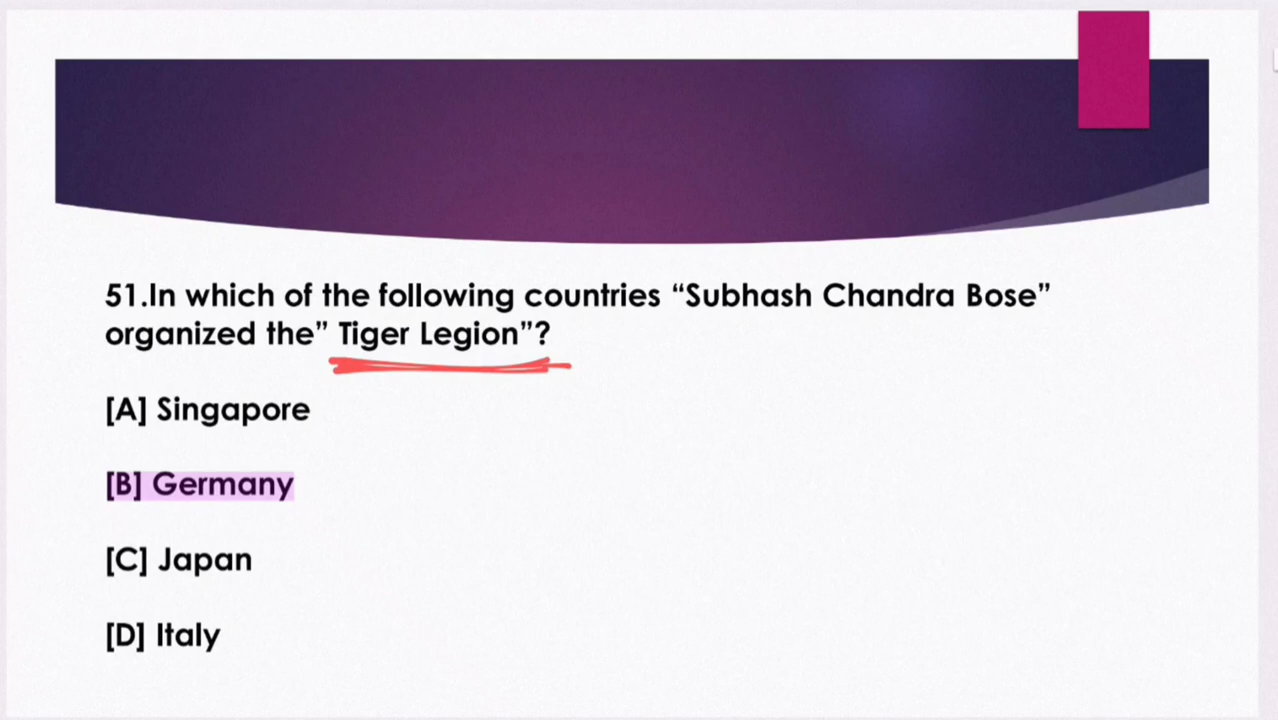 51.In which of the following countries “Subhash Chandra Bose”
organized the” Tiger Legion”?
[A] Singapore
[B] Germany
[C] Japan
[D] Italy